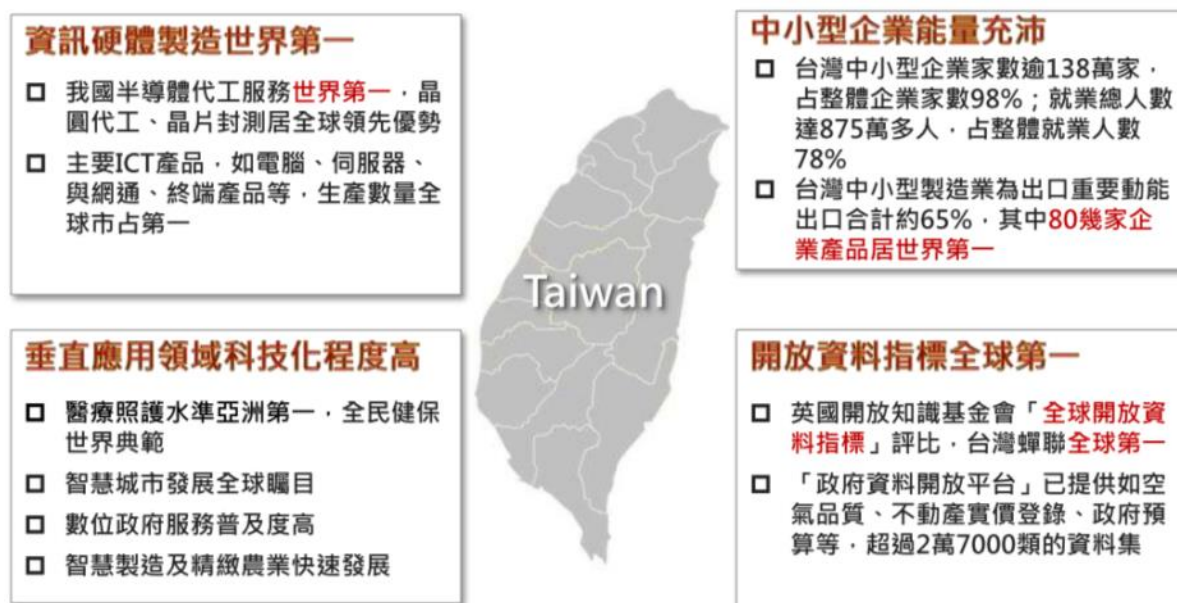 資訊硬體製造世界第一
我國半導體代工服務世界第一，晶
圓代工、晶片封測居全球領先優勢
主要ICT產品，如電腦、伺服器、
與網通、終端產品等，生產數量全
球市占第一
中小型企業能量充沛
台灣中小型企業家數逾138萬家，
占整體企業家數98%；就業總人數
達875萬多人，占整體就業人數
78%
台灣中小型製造業為出口重要動能
出口合計約65%，其中80幾家企
業產品居世界第一
Taiwan
垂直應用領域科技化程度高
醫療照護水準亞洲第一，全民健保
世界典範
智慧城市發展全球矚目
數位政府服務普及度高
智慧製造及精緻農業快速發展
開放資料指標全球第一
英國開放知識基金會「全球開放資
料指標」評比，台灣蟬聯全球第一
「政府資料開放平台」已提供如空
氣品質、不動產實價登錄、政府預
算等，超過2萬7000類的資料集